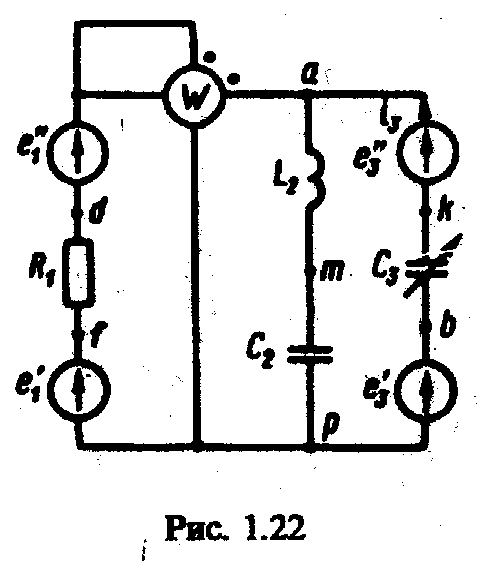 W
a
i₃
e₁″
e₃″
d
L₂
k
R₁
m
C₃
f
C₂
b
e₁′
e₃′
p
Рис. 1.22